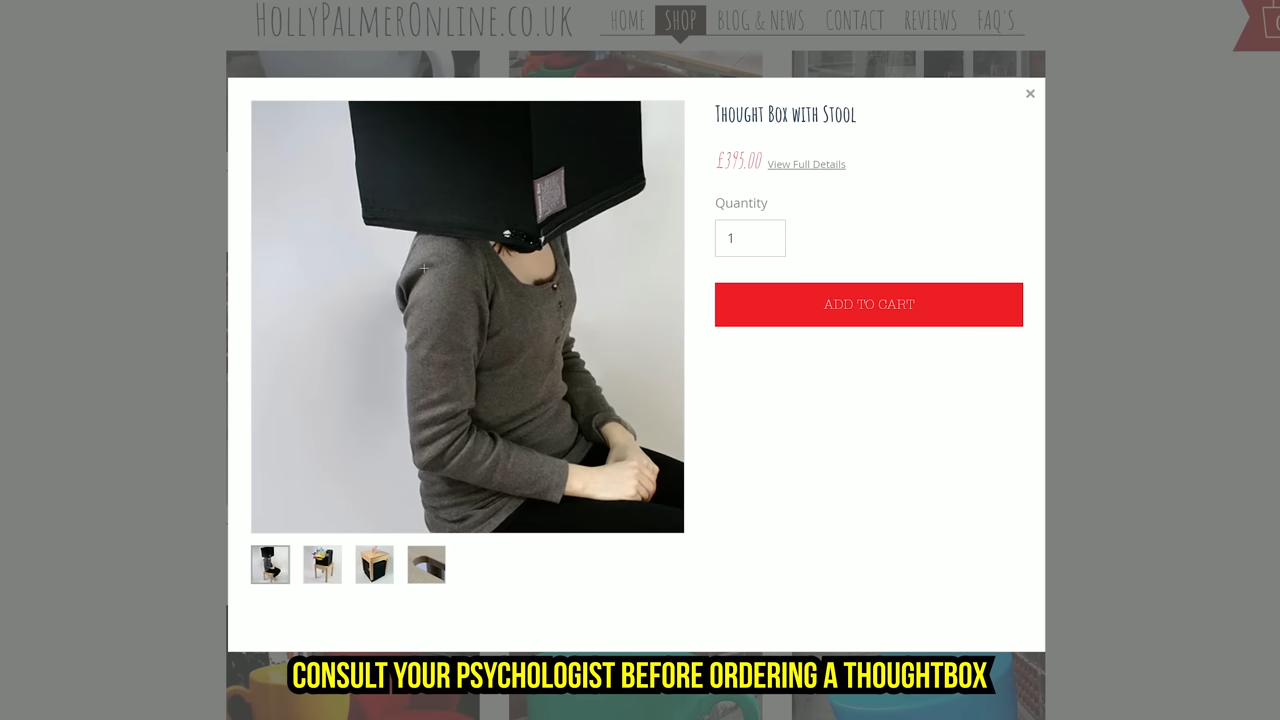 HOLLYPALMERONLINE.CO.UK
HOME SHOP BLOG & NEWS CONTACT REVIEWS FAQ'S
×
Thought Box with Stool
£395.00 View Full Details
Quantity
1
ADD TO CART
CONSULT YOUR PSYCHOLOGIST BEFORE ORDERING A THOUGHTBOX